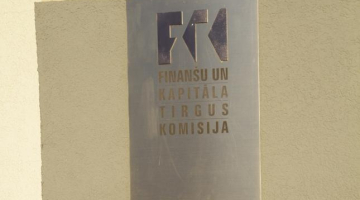 FKTK
FINANŠU UN
KAPITĀLA
TIRGUS
KOMISIJA